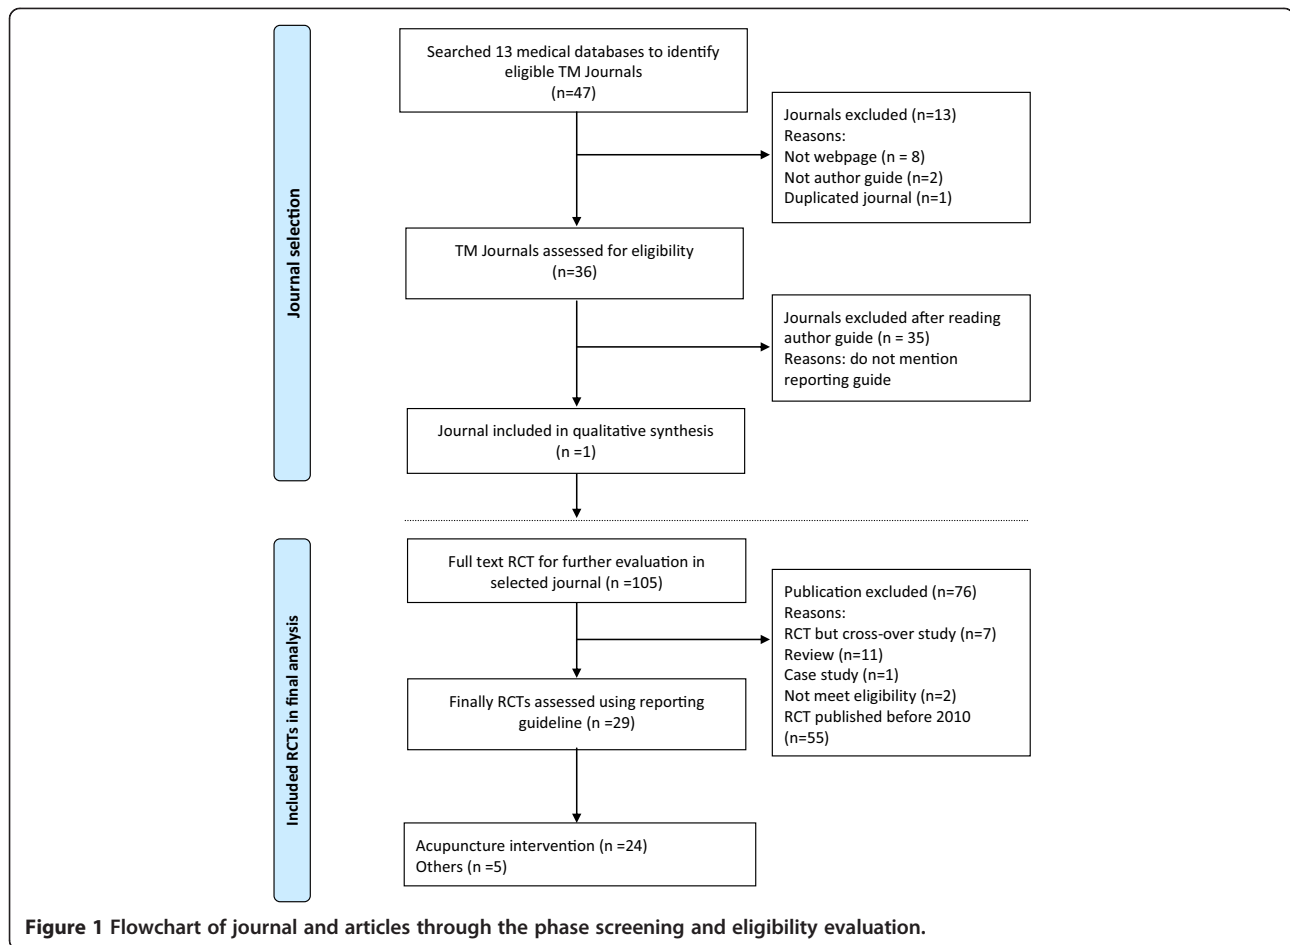 Journal selection
Searched 13 medical databases to identify
eligible TM Journals
(n=47)
Journals excluded (n=13)
Reasons:
Not webpage (n = 8)
Not author guide (n=2)
Duplicated journal (n=1)
TM Journals assessed for eligibility
(n=36)
Journals excluded after reading
author guide (n = 35)
Reasons: do not mention
reporting guide
Journal included in qualitative synthesis
(n =1)
Included RCTs in final analysis
Full text RCT for further evaluation in
selected journal (n =105)
Publication excluded (n=76)
Reasons:
RCT but cross-over study (n=7)
Review (n=11)
Case study (n=1)
Not meet eligibility (n=2)
RCT published before 2010
(n=55)
Finally RCTs assessed using reporting
guideline (n =29)
Acupuncture intervention (n =24)
Others (n =5)
Figure 1 Flowchart of journal and articles through the phase screening and eligibility evaluation.